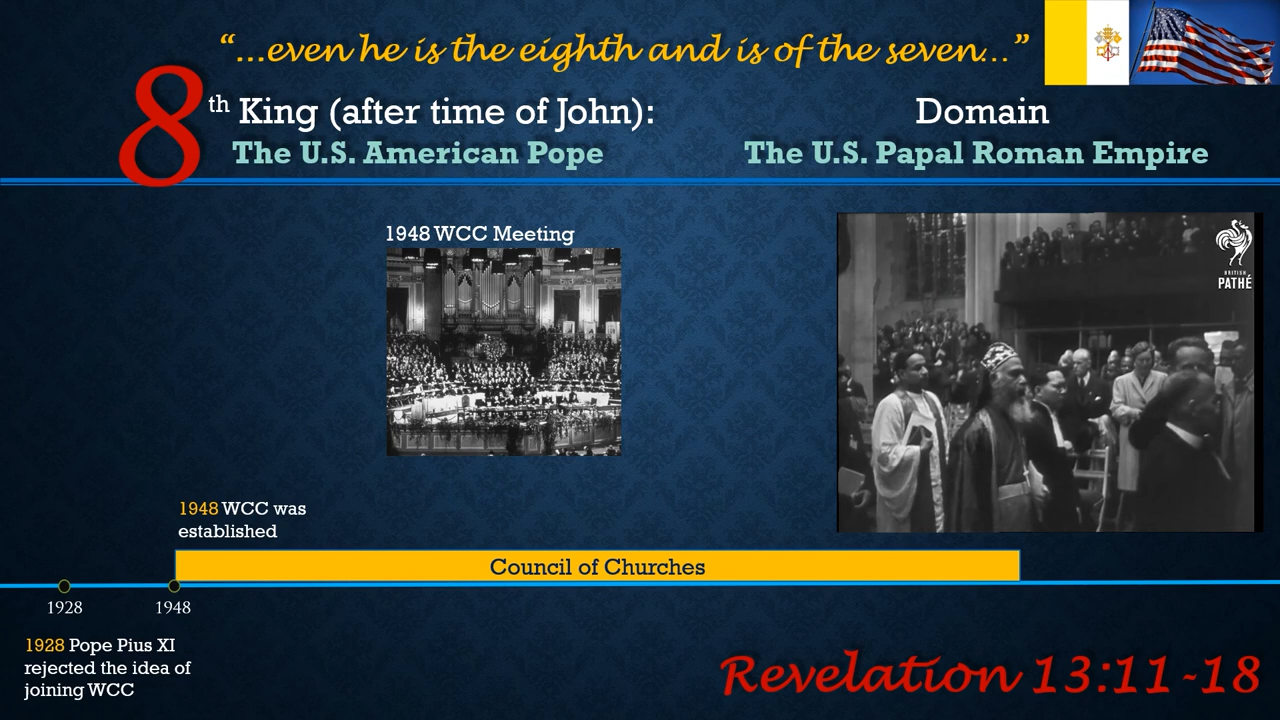 “...even he is the eighth and is of the seven...”
8th King (after time of John):
The U.S. American Pope
Domain
The U.S. Papal Roman Empire
1948 WCC Meeting
BRITISH
PATHÉ
1948 WCC was
established
Council of Churches
1928
1948
1928 Pope Pius XI
rejected the idea of
joining WCC
Revelation 13:11-18